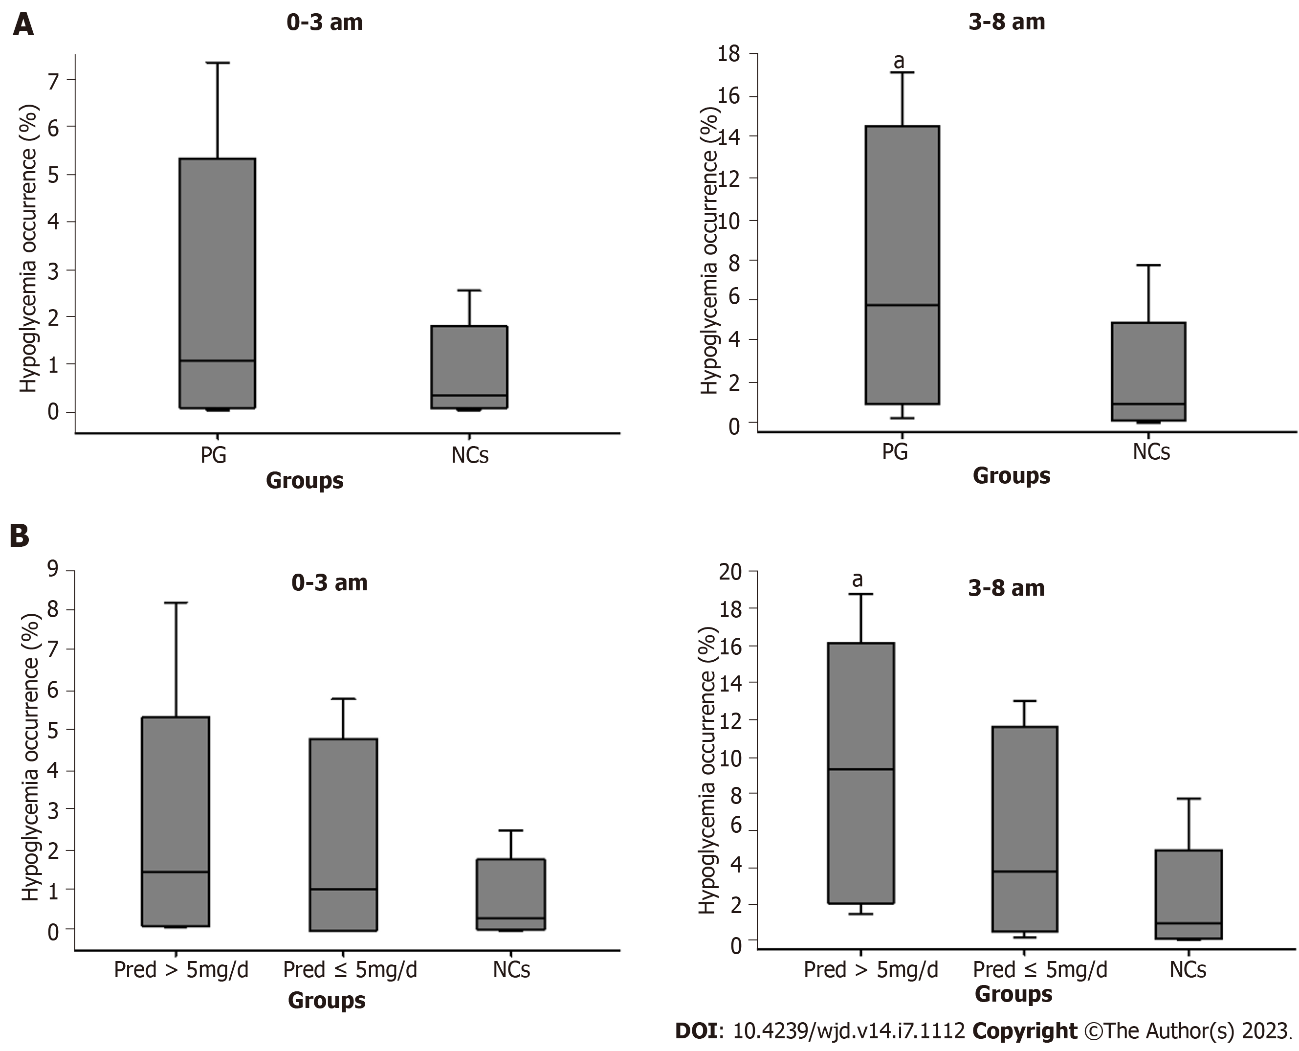 A
0-3 am
Hypoglycemia occurrence (%)
7
6
5
4
3
2
1
0
PG
NCs
Groups
3-8 am
a
Hypoglycemia occurrence (%)
18
16
14
12
10
8
6
4
2
0
PG
NCs
Groups
B
0-3 am
Hypoglycemia occurrence (%)
9
8
7
6
5
4
3
2
1
0
Pred > 5mg/d
Pred ≤ 5mg/d
NCs
Groups
3-8 am
a
Hypoglycemia occurrence (%)
20
18
16
14
12
10
8
6
4
2
0
Pred > 5mg/d
Pred ≤ 5mg/d
NCs
Groups
DOI: 10.4239/wjd.v14.i7.1112 Copyright ©The Author(s) 2023.